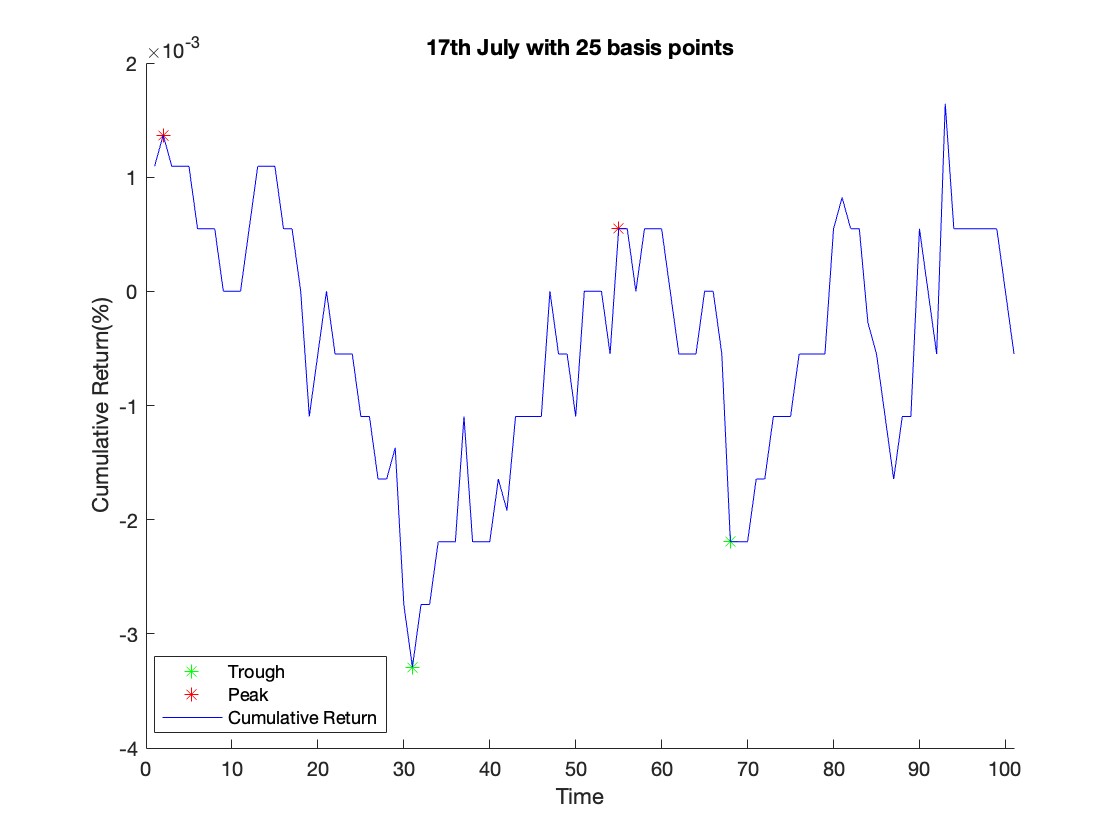 17th July with 25 basis points
×10-3
2
1
0
-1
-2
-3
-4
Cumulative Return(%)
Trough
Peak
Cumulative Return
0 10 20 30 40 50 60 70 80 90 100
Time